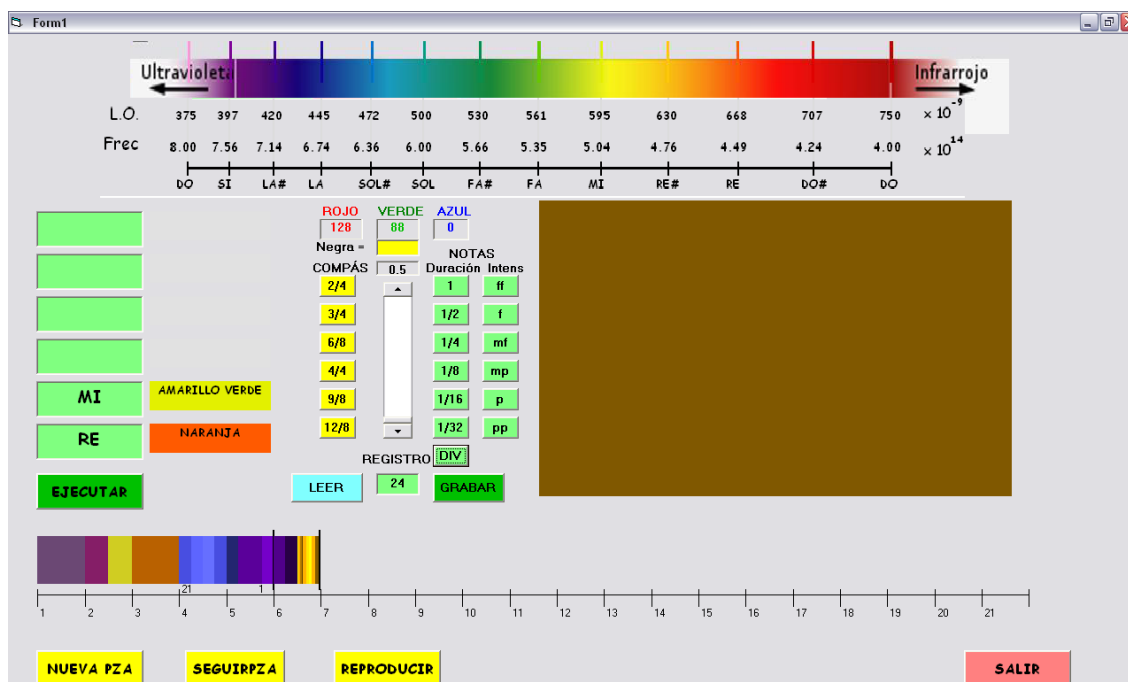 Form1
Ultravioleta Infrarrojo
L.O. 375 397 420 445 472 500 530 561 595 630 668 707 750 × 10⁻⁹
Frec 8.00 7.56 7.14 6.74 6.36 6.00 5.66 5.35 5.04 4.76 4.49 4.24 4.00 × 10¹⁴
DO SI LA# LA SOL# SOL FA# FA MI RE# RE DO# DO
ROJO VERDE AZUL
128 88 0
Negra =
NOTAS
COMPÁS 0.5 Duración Intens
2/4 1 ff
3/4 1/2 f
6/8 1/4 mf
4/4 1/8 mp
MI AMARILLO VERDE 9/8 1/16 p
RE NARANJA 12/8 1/32 pp
REGISTRO DIV
EJECUTAR LEER 24 GRABAR
21 1
1 2 3 4 5 6 7 8 9 10 11 12 13 14 15 16 17 18 19 20 21
NUEVA PZA SEGUIRPZA REPRODUCIR SALIR